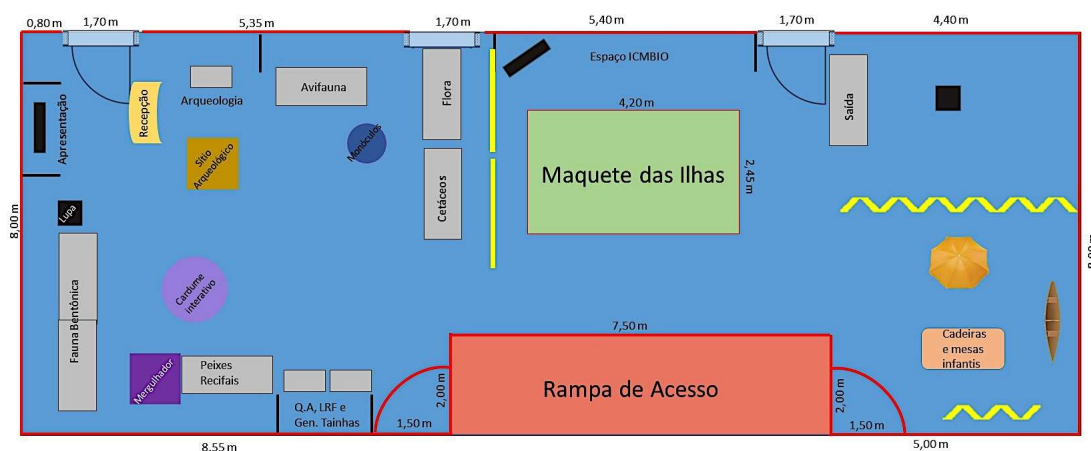 0,80 m
1,70 m
5,35 m
1,70 m
5,40 m
1,70 m
4,40 m
Espaço ICMBIO
Apresentação
Recepção
Arqueologia
Avifauna
Flora
Saída
4,20 m
Sítio
Arqueológico
Monóculos
Maquete das Ilhas
2,45 m
Cetáceos
Lupa
8,00 m
8,00 m
Fauna Bentônica
Cardume
interativo
7,50 m
Cadeiras
e mesas
infantis
Mergulhador
Peixes
Recifais
Rampa de Acesso
2,00 m
2,00 m
Q.A, LRF e
Gen. Tainhas
1,50 m
1,50 m
8,55 m
5,00 m